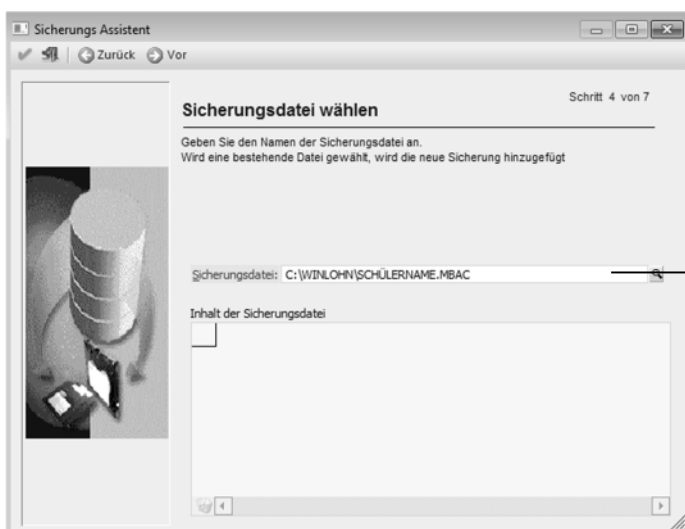 Sicherungs Assistent
Zurück Vor
Sicherungsdatei wählen
Schritt 4 von 7
Geben Sie den Namen der Sicherungsdatei an.
Wird eine bestehende Datei gewählt, wird die neue Sicherung hinzugefügt
Sicherungsdatei: C:\WINLOHN\SCHÜLERNAME.MBAC
Inhalt der Sicherungsdatei